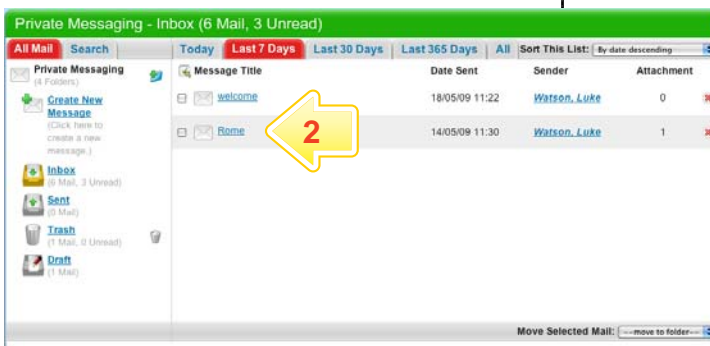 Private Messaging - Inbox (6 Mail, 3 Unread)
All Mail Search Today Last 7 Days Last 30 Days Last 365 Days All Sort This List: By date descending
Private Messaging
(4 Folders)
Create New
Message
(Click here to
create a new
message.)
Inbox
(6 Mail, 3 Unread)
Sent
(0 Mail)
Trash
(1 Mail, 0 Unread)
Draft
(1 Mail)
Message Title Date Sent Sender Attachment
welcome 18/05/09 11:22 Watson, Luke 0
Rome 2 14/05/09 11:30 Watson, Luke 1
Move Selected Mail: ---move to folder---